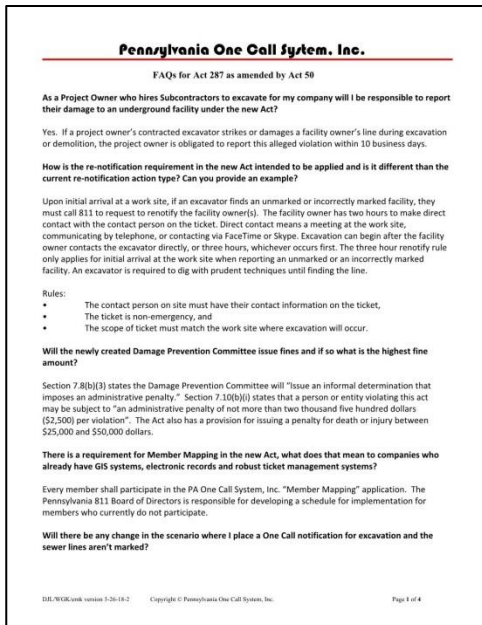 Pennsylvania One Call System, Inc.
FAQs for Act 287 as amended by Act 50
As a Project Owner who hires Subcontractors to excavate for my company will I be responsible to report
their damage to an underground facility under the new Act?
Yes. If a project owner's contracted excavator strikes or damages a facility owner's line during excavation
or demolition, the project owner is obligated to report this alleged violation within 10 business days.
How is the re-notification requirement in the new Act intended to be applied and is it different than the
current re-notification action type? Can you provide an example?
Upon initial arrival at a work site, if an excavator finds an unmarked or incorrectly marked facility, they
must call 811 to request to renotify the facility owner(s). The facility owner has two hours to make direct
contact with the contact person on the ticket. Direct contact means a meeting at the work site,
communicating by telephone, or contacting via FaceTime or Skype. Excavation can begin after the facility
owner contacts the excavator directly, or three hours, whichever occurs first. The three hour renotify rule
only applies for initial arrival at the work site when reporting an unmarked or an incorrectly marked
facility. An excavator is required to dig with prudent techniques until finding the line.
Rules:
• The contact person on site must have their contact information on the ticket,
• The ticket is non-emergency, and
• The scope of ticket must match the work site where excavation will occur.
Will the newly created Damage Prevention Committee issue fines and if so what is the highest fine
amount?
Section 7.8(b)(3) states the Damage Prevention Committee will "Issue an informal determination that
imposes an administrative penalty." Section 7.10(b)(i) states that a person or entity violating this act
may be subject to "an administrative penalty of not more than two thousand five hundred dollars
($2,500) per violation". The Act also has a provision for issuing a penalty for death or injury between
$25,000 and $50,000 dollars.
There is a requirement for Member Mapping in the new Act, what does that mean to companies who
already have GIS systems, electronic records and robust ticket management systems?
Every member shall participate in the PA One Call System, Inc. "Member Mapping" application. The
Pennsylvania 811 Board of Directors is responsible for developing a schedule for implementation for
members who currently do not participate.
Will there be any change in the scenario where I place a One Call notification for excavation and the
sewer lines aren't marked?
DJL/WGK/smk version 3-26-18-2 Copyright © Pennsylvania One Call System, Inc. Page 1 of 4